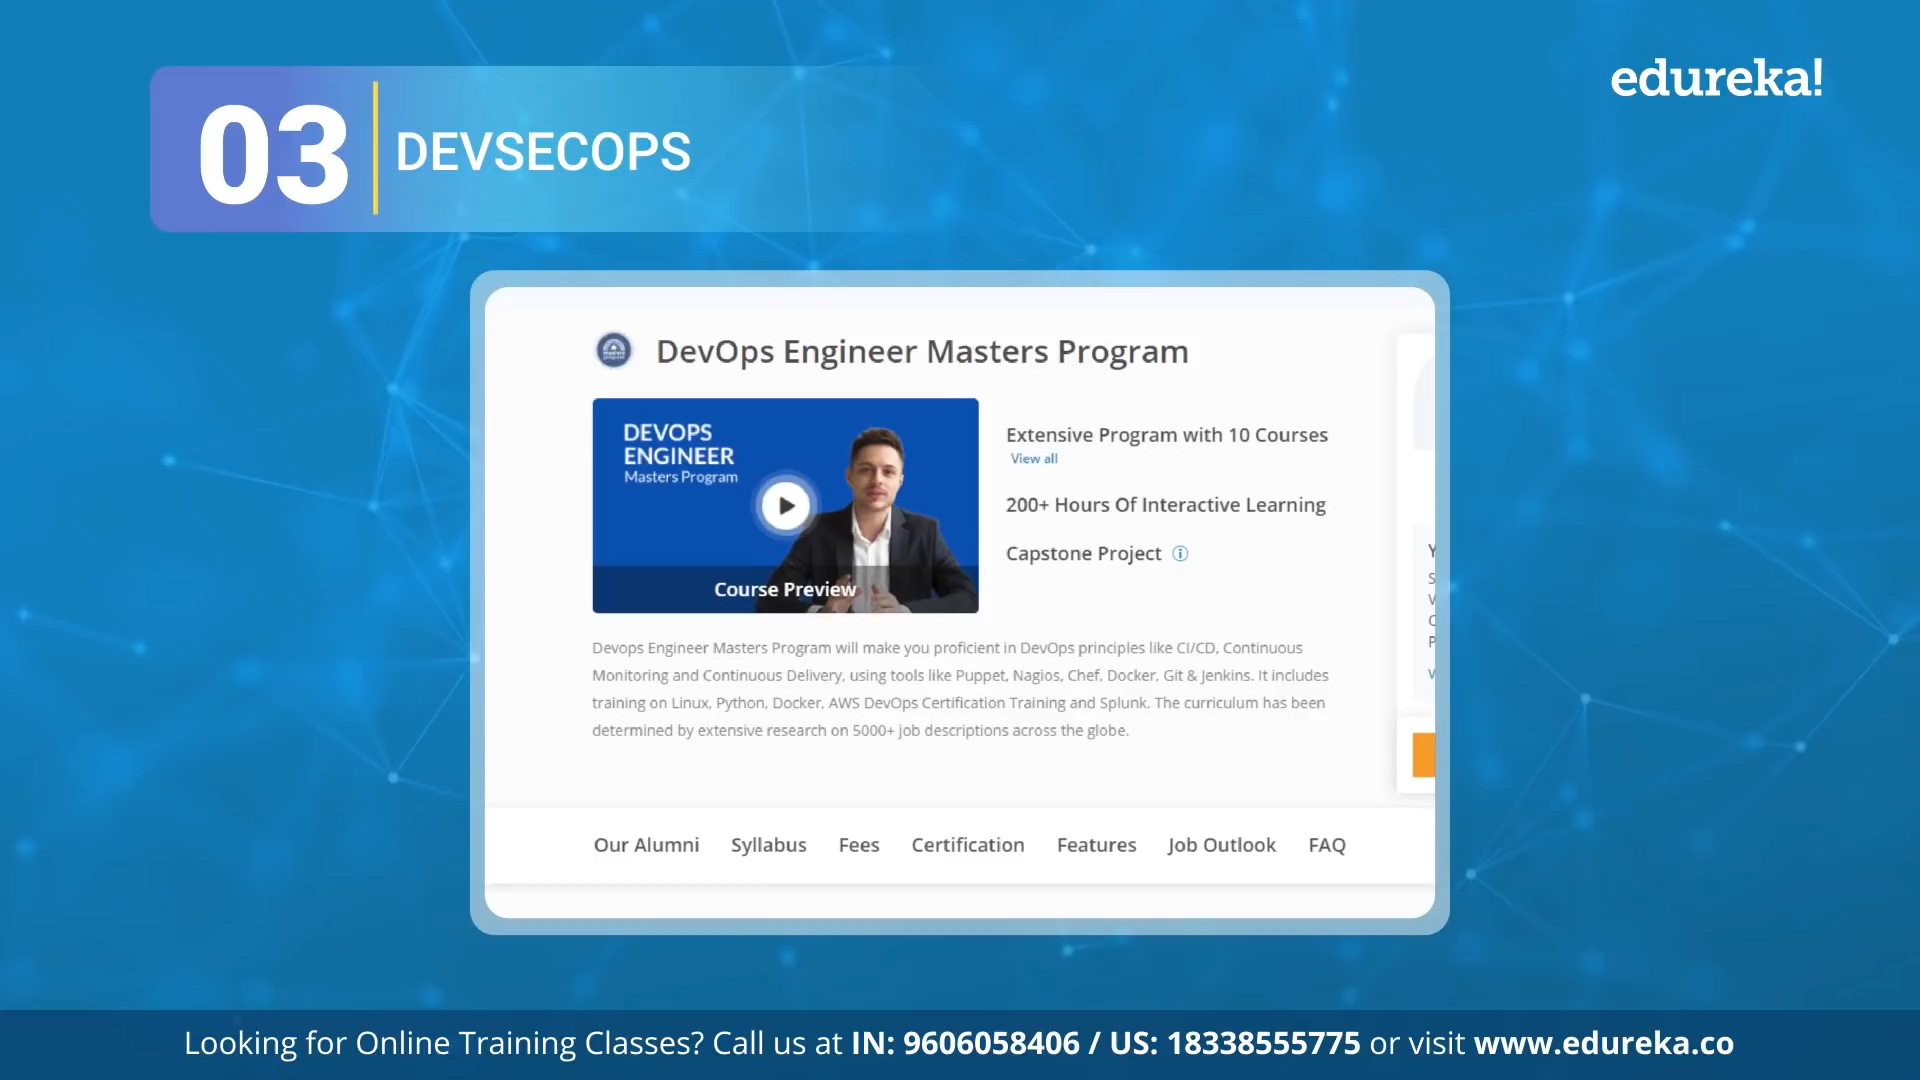 03
DEVSECOPS
edureka!
DevOps Engineer Masters Program
DEVOPS
ENGINEER
Masters Program
Course Preview
Extensive Program with 10 Courses
View all
200+ Hours Of Interactive Learning
Capstone Project
Devops Engineer Masters Program will make you proficient in DevOps principles like CI/CD, Continuous
Monitoring and Continuous Delivery, using tools like Puppet, Nagios, Chef, Docker, Git & Jenkins. It includes
training on Linux, Python, Docker, AWS DevOps Certification Training and Splunk. The curriculum has been
determined by extensive research on 5000+ job descriptions across the globe.
Our Alumni Syllabus Fees Certification Features Job Outlook FAQ
Looking for Online Training Classes? Call us at IN: 9606058406 / US: 18338555775 or visit www.edureka.co